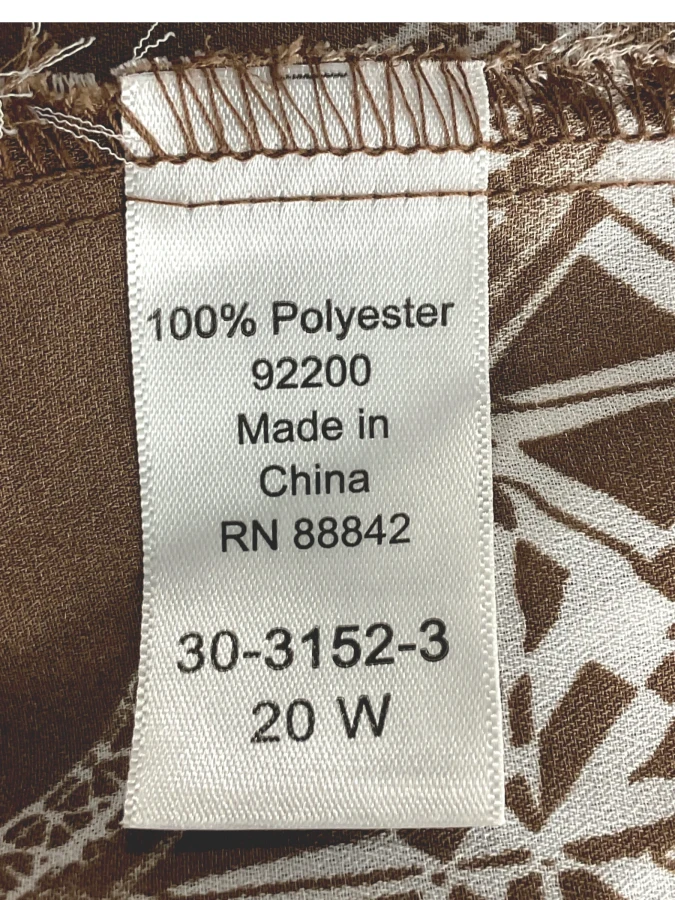 100% Polyester
92200
Made in
China
RN 88842
30-3152-3
20 W